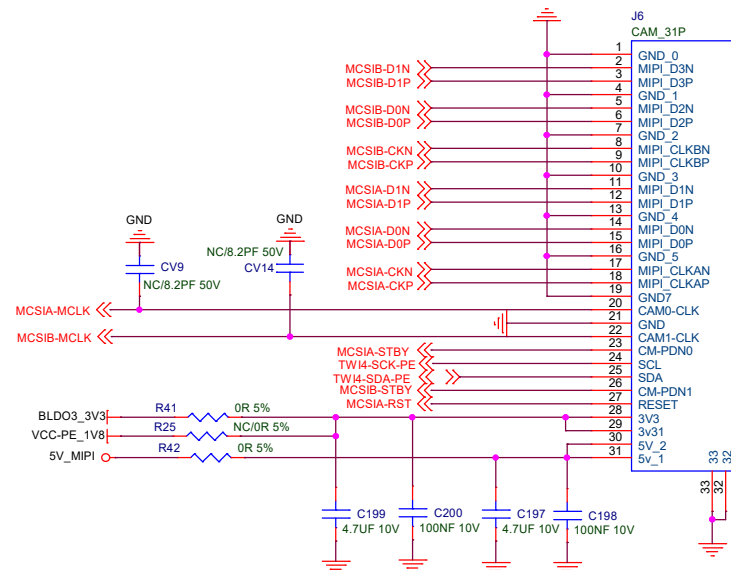 J6
CAM_31P
1 GND_0
MCSIB-D1N 2 MIPI_D3N
MCSIB-D1P 3 MIPI_D3P
4 GND_1
MCSIB-D0N 5 MIPI_D2N
MCSIB-D0P 6 MIPI_D2P
7 GND_2
MCSIB-CKN 8 MIPI_CLKBN
MCSIB-CKP 9 MIPI_CLKBP
10 GND_3
MCSIA-D1N 11 MIPI_D1N
MCSIA-D1P 12 MIPI_D1P
13 GND_4
MCSIA-D0N 14 MIPI_D0N
MCSIA-D0P 15 MIPI_D0P
16 GND_5
MCSIA-CKN 17 MIPI_CLKAN
MCSIA-CKP 18 MIPI_CLKAP
19 GND7
GND GND
NC/8.2PF 50V
CV9 CV14
NC/8.2PF 50V
MCSIA-MCLK 20 CAM0-CLK
21 GND
MCSIB-MCLK 22 CAM1-CLK
MCSIA-STBY 23 CM-PDN0
TWI4-SCK-PE 24 SCL
TWI4-SDA-PE 25 SDA
MCSIB-STBY 26 CM-PDN1
MCSIA-RST 27 RESET
BLDO3_3V3 R41 0R 5% 28 3V3
29 3v31
VCC-PE_1V8 R25 NC/0R 5% 30 5V_2
5V_MIPI R42 0R 5% 31 5v_1
33 32
33 32
C199 C200 C197 C198
4.7UF 10V 100NF 10V 4.7UF 10V 100NF 10V